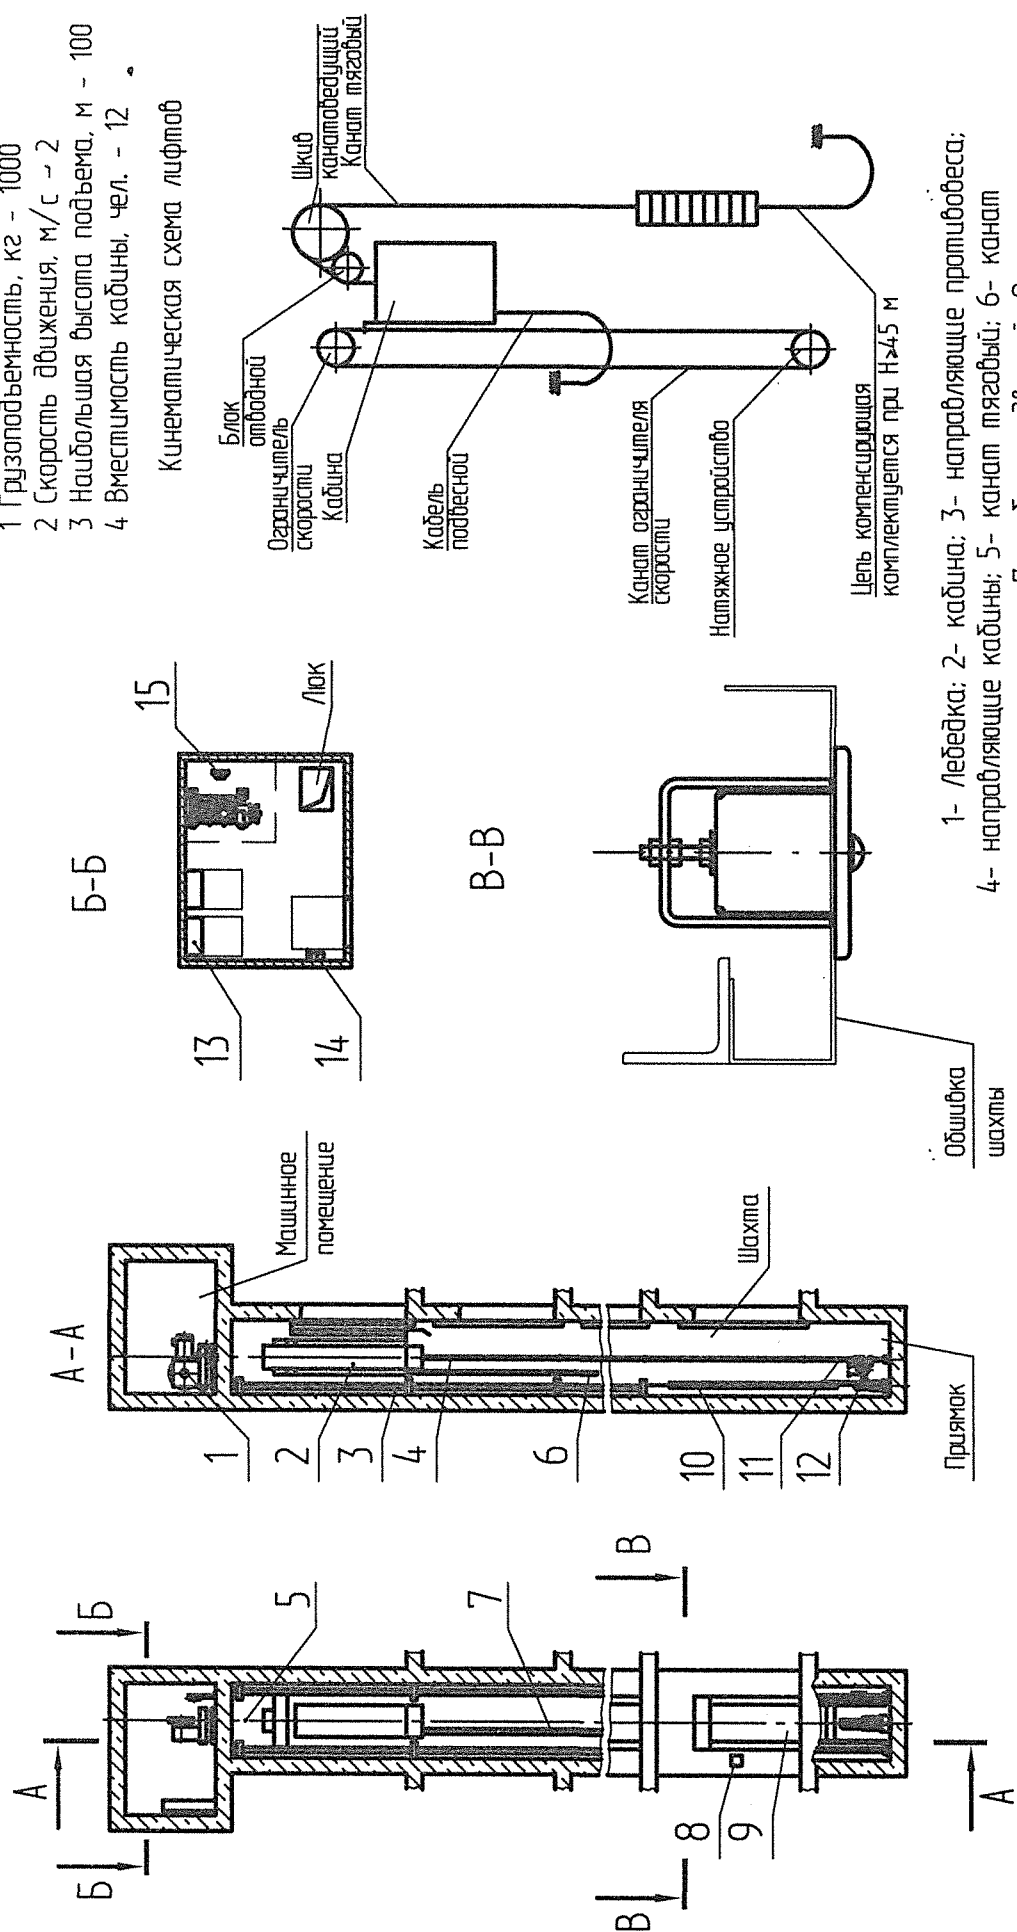 1 Грузоподъемность, кг - 1000
2 Скорость движения, м/с - 2
3 Наибольшая высота подъема, м - 100
4 Вместимость кабины, чел. - 12
Кинематическая схема лифтов
Блок
отводной
Шкив
канатоведущий
Канат тяговый
Ограничитель
скорости
Кабина
Кабель
подвесной
Канат ограничителя
скорости
Натяжное устройство
Цепь компенсирующая
комплектуется при H≥45 м
Б-Б
13
14
15
Люк
В-В
Обшивка
шахты
А-А
Машинное
помещение
1
2
3
4
6
10
11
12
Шахта
Приямок
А
А
Б
Б
В
В
5
7
8
9
1- Лебедка; 2- кабина; 3- направляющие противовеса;
4- направляющие кабины; 5- канат тяговый; 6- канат